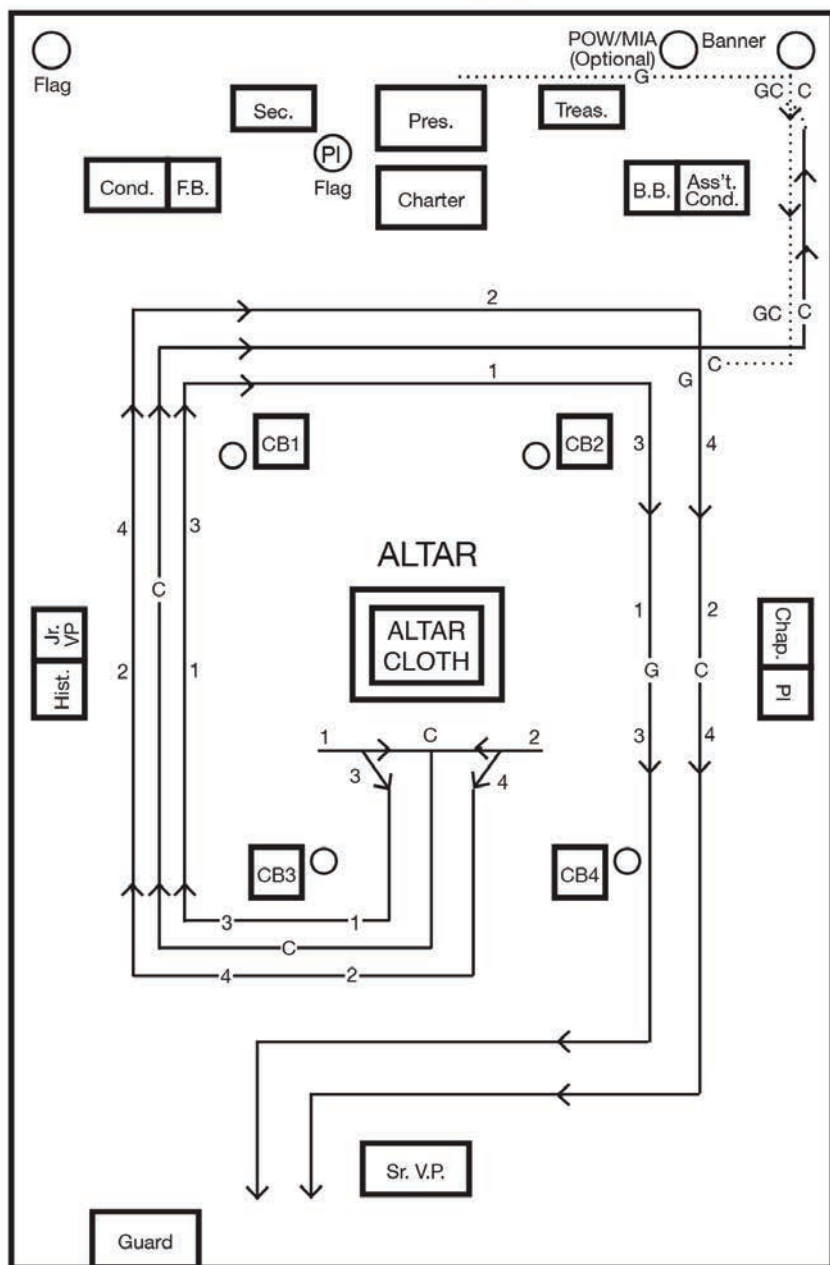 POW/MIA
(Optional)
Banner
Flag
G
GC C
Sec.
Pres.
Treas.
PI
Flag
Cond. F.B.
Charter
B.B. Ass't.
Cond.
2
GC C
C
1
G
CB1
CB2
3 4
4 3
ALTAR
C
1 2
Jr.
VP
Hist.
ALTAR
CLOTH
Chap.
PI
2 1
G C
1 C 2
3 4
3 4
CB3
CB4
3 1
C
4 2
Sr. V.P.
Guard